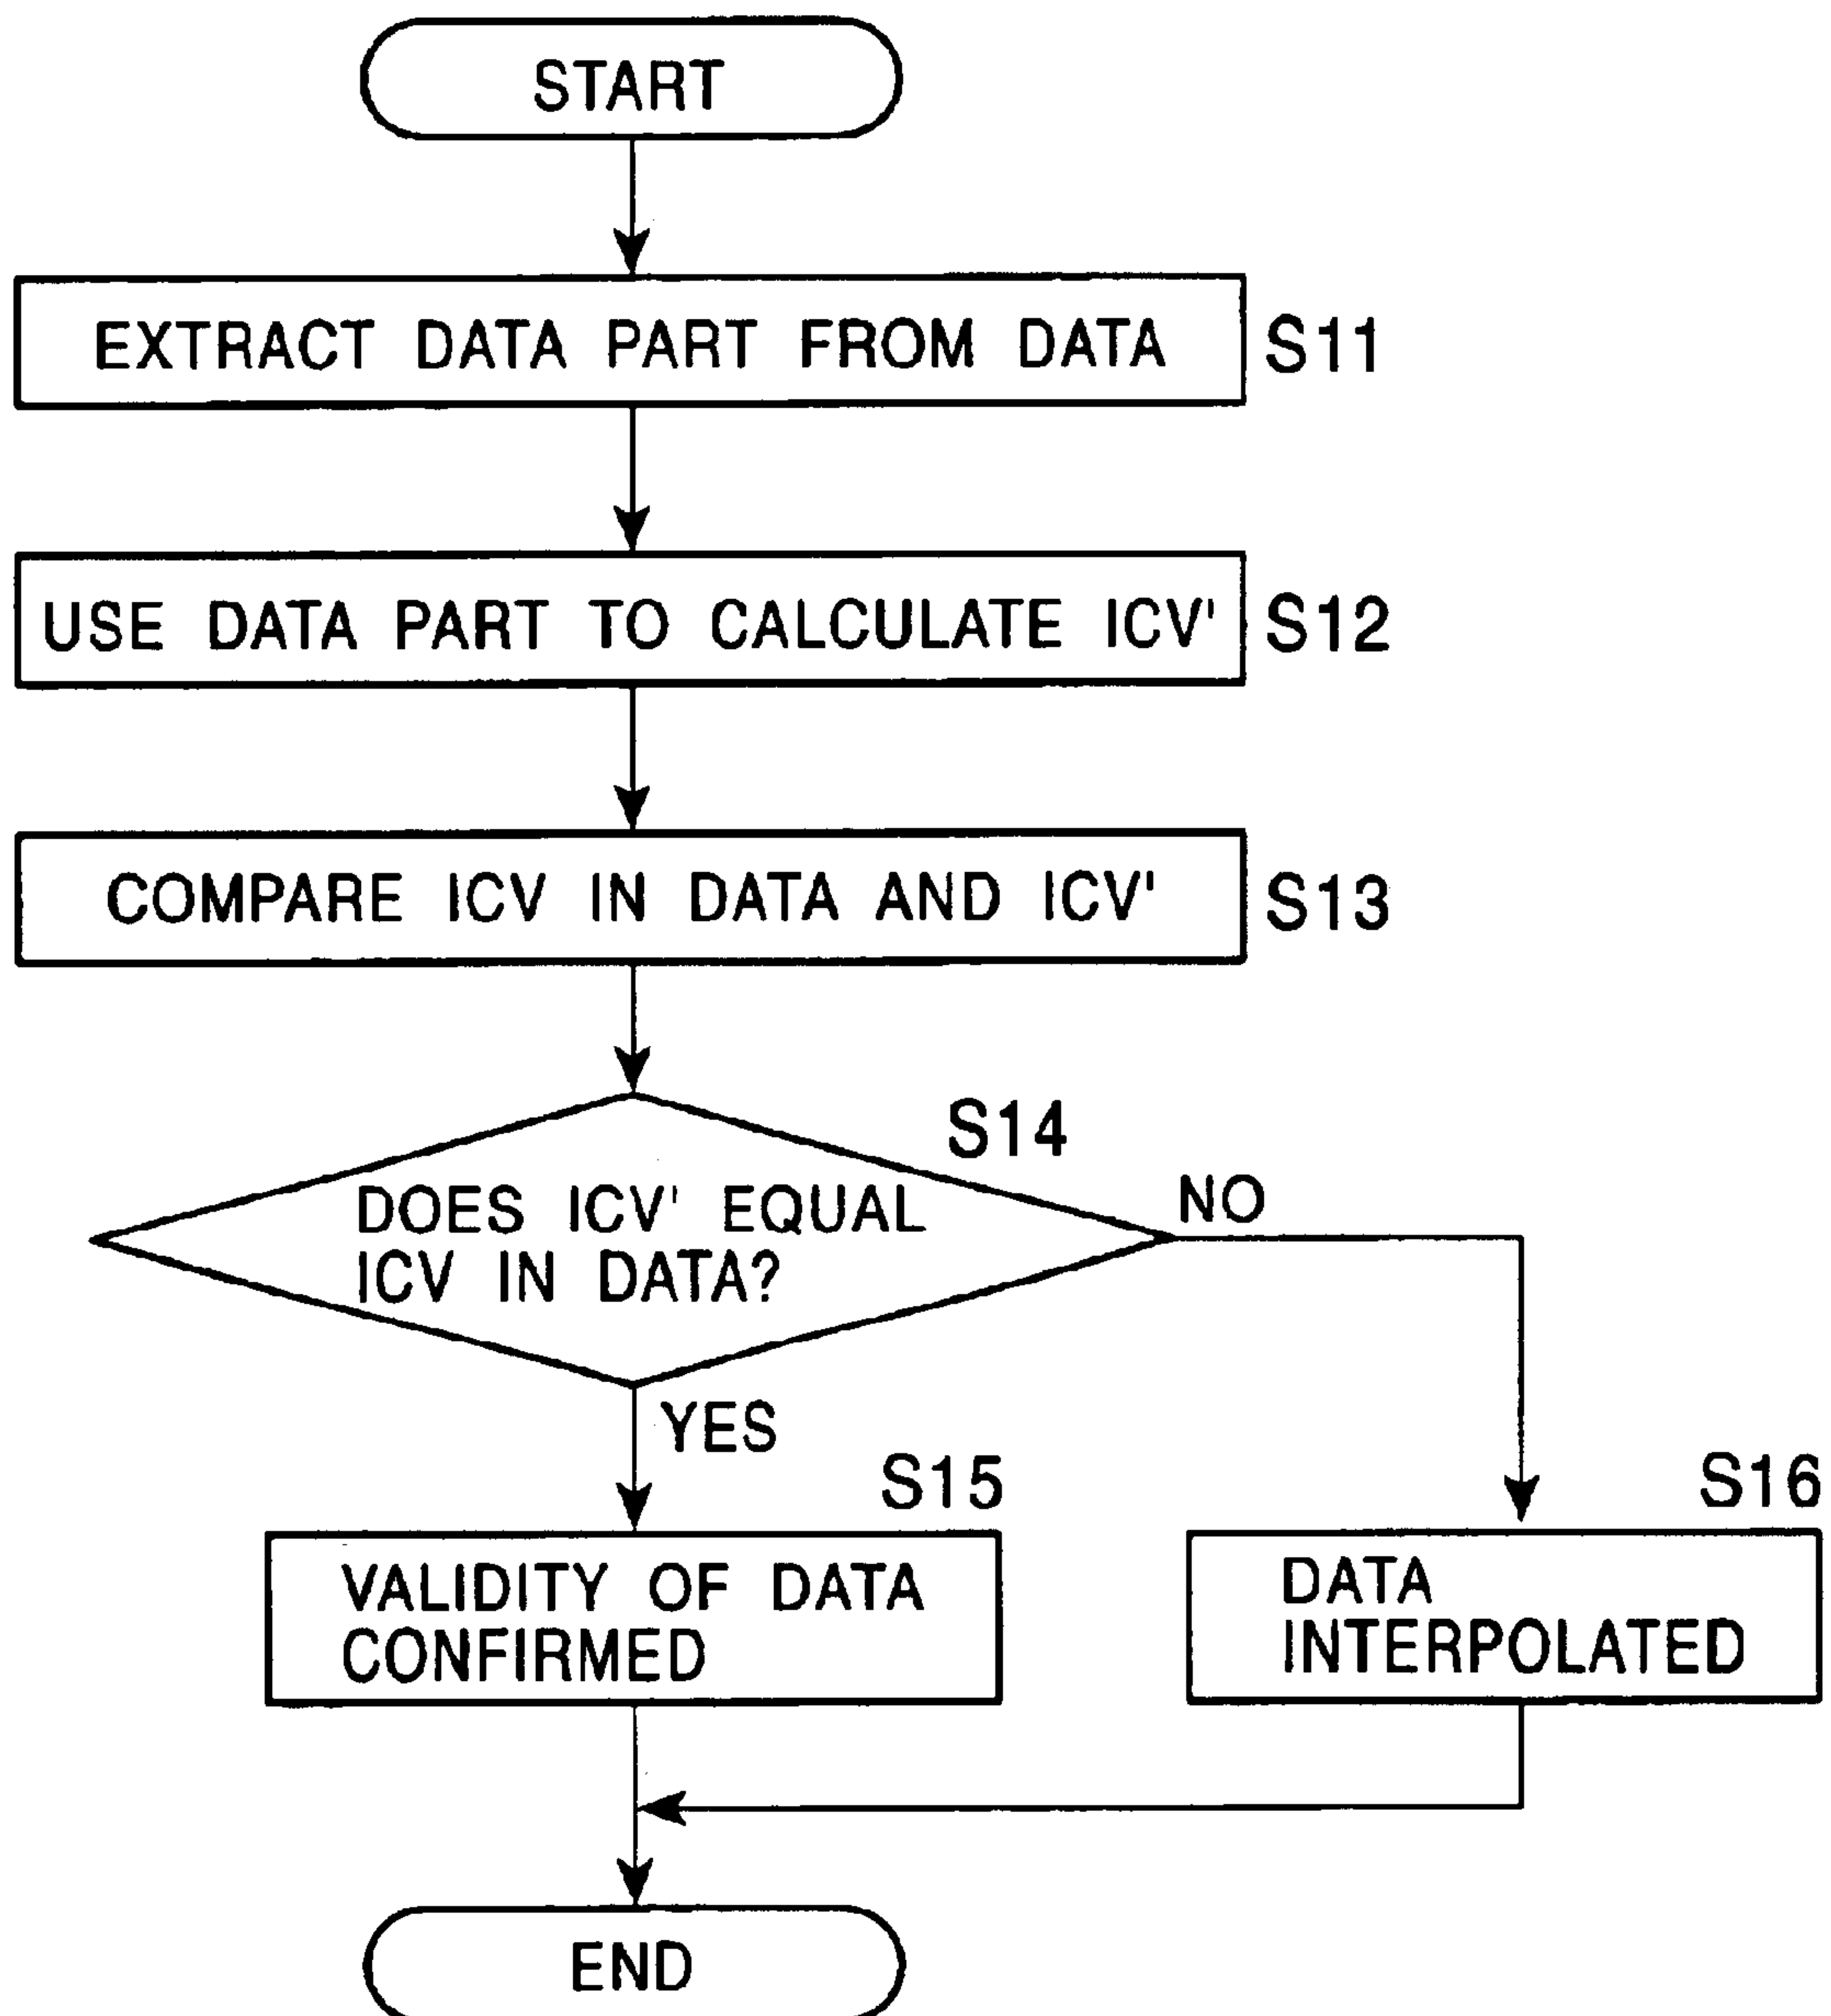 START
EXTRACT DATA PART FROM DATA S11
USE DATA PART TO CALCULATE ICV' S12
COMPARE ICV IN DATA AND ICV' S13
S14
DOES ICV' EQUAL
ICV IN DATA?
NO
YES
S15
VALIDITY OF DATA
CONFIRMED
S16
DATA
INTERPOLATED
END